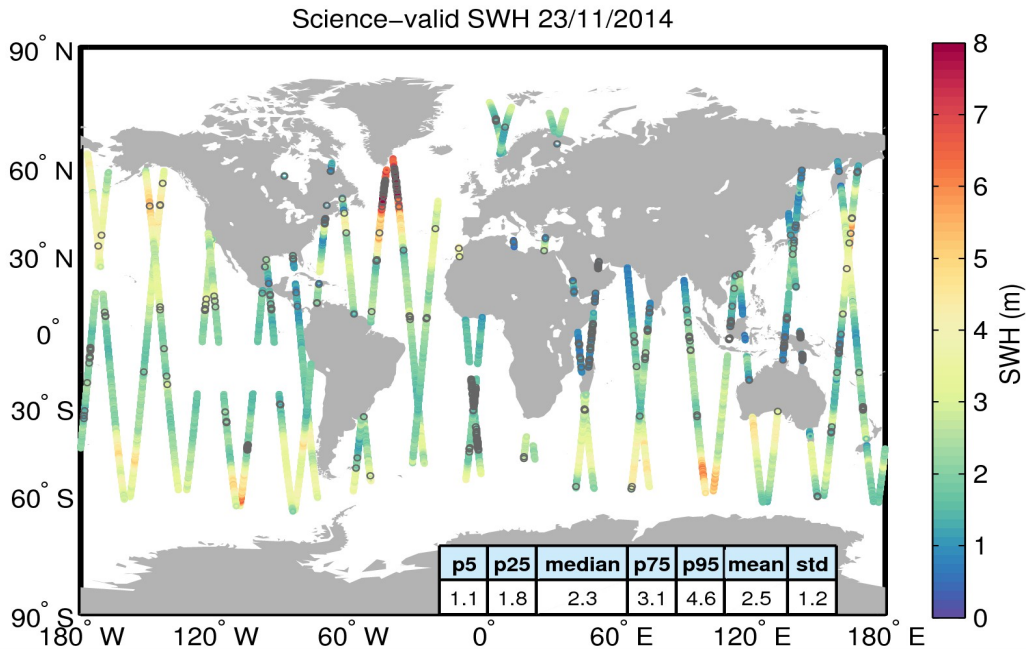 Science−valid SWH 23/11/2014
90° N
60° N
30° N
0°
30° S
60° S
90° S
180° W
120° W
60° W
0°
60° E
120° E
180° E
p5 p25 median p75 p95 mean std
1.1 1.8 2.3 3.1 4.6 2.5 1.2
8
7
6
5
4
3
2
1
0
SWH (m)